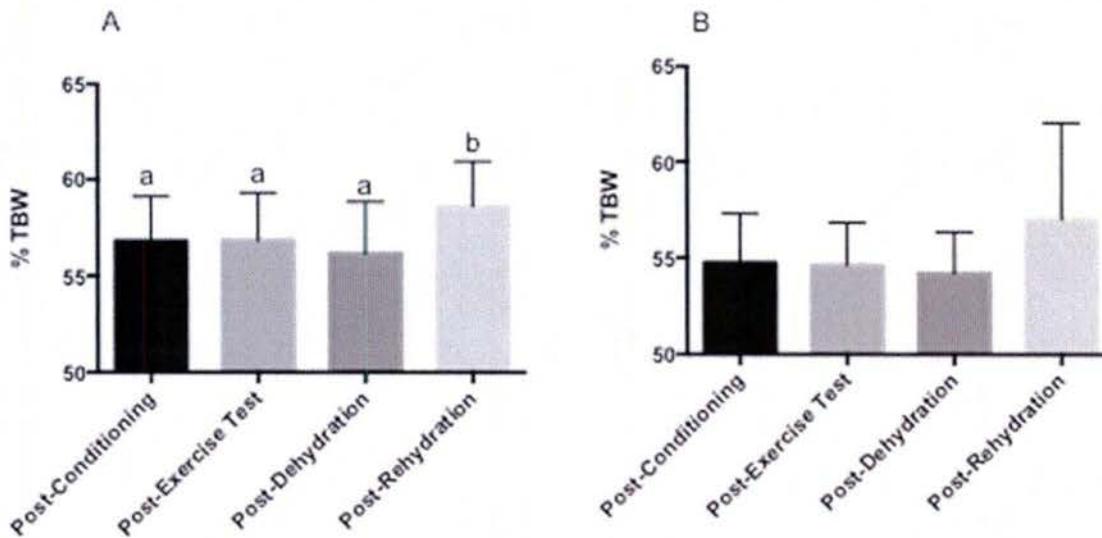 A
% TBW
65
60
55
50
a
a
a
b
Post-Conditioning
Post-Exercise Test
Post-Dehydration
Post-Rehydration
B
% TBW
65
60
55
50
Post-Conditioning
Post-Exercise Test
Post-Dehydration
Post-Rehydration